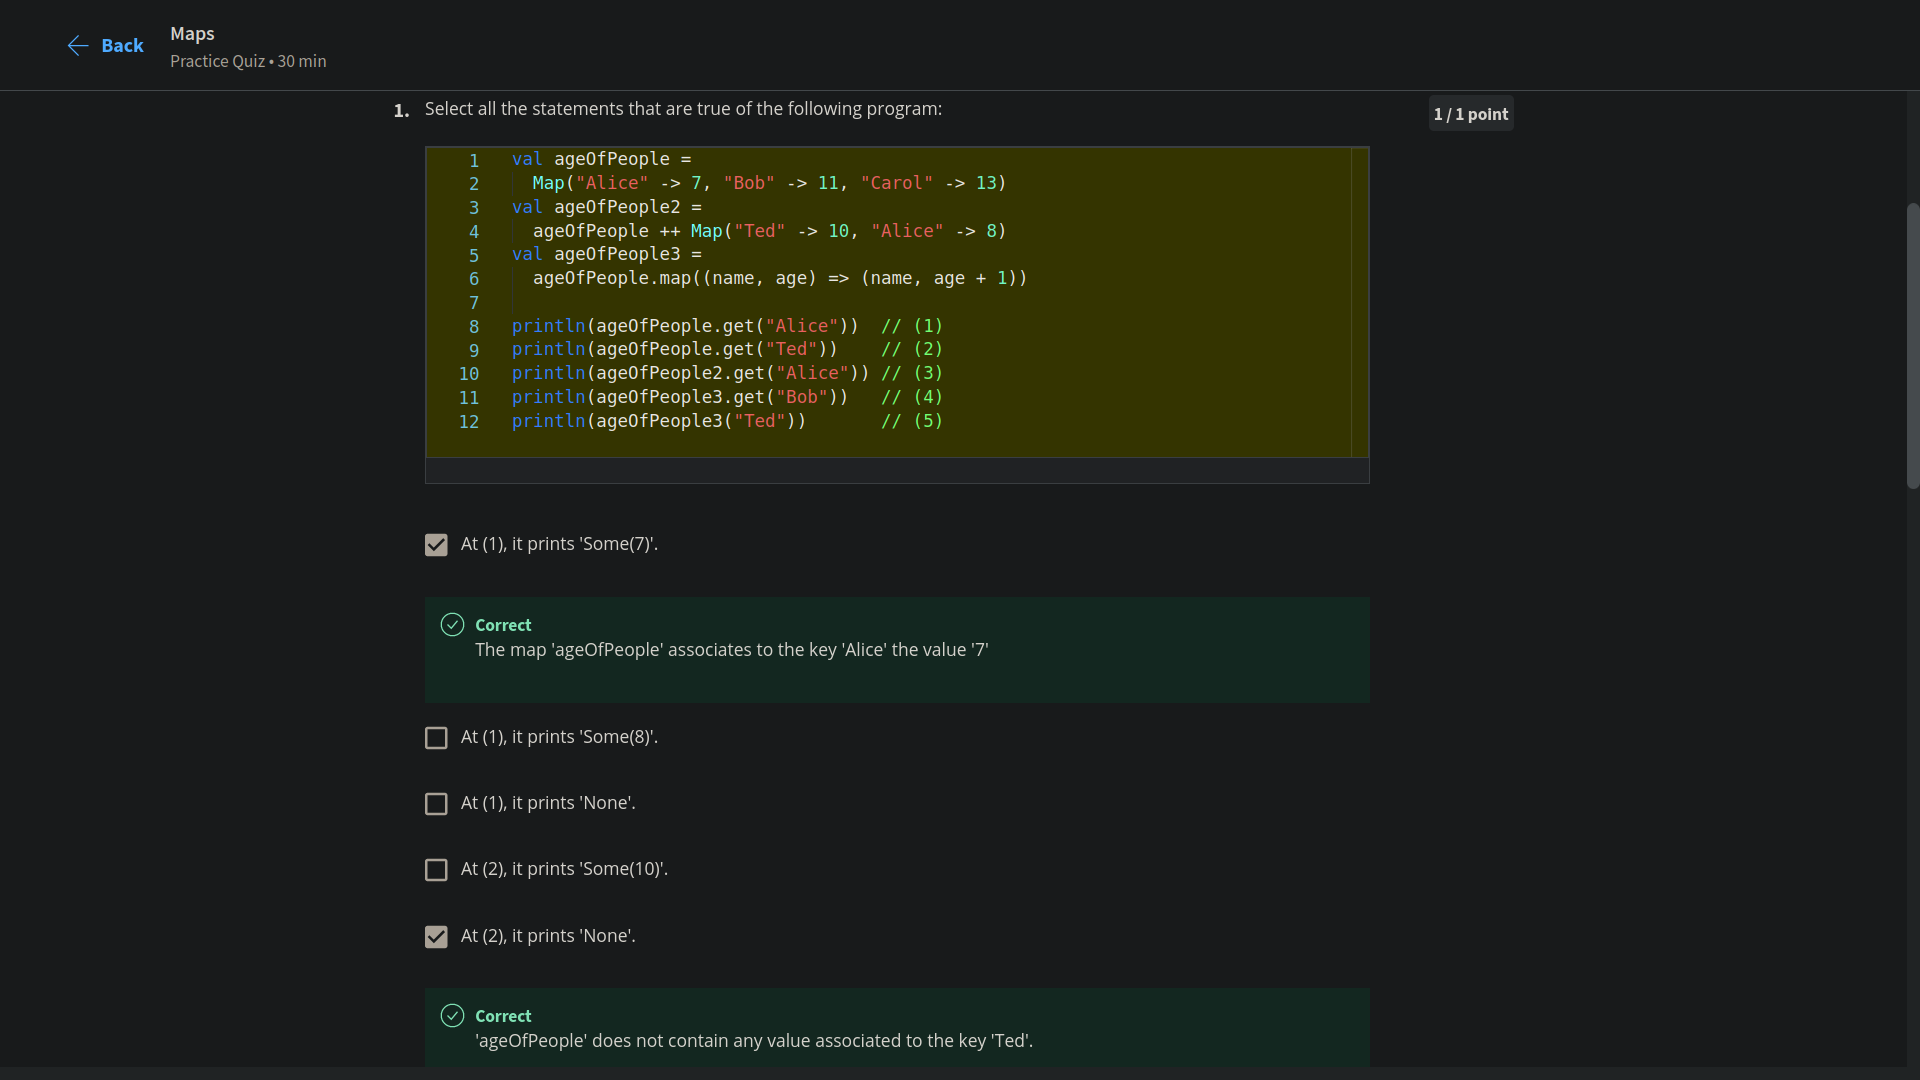 Back
Maps
Practice Quiz • 30 min
1. Select all the statements that are true of the following program:
1 / 1 point
1 val ageOfPeople =
2   Map("Alice" -> 7, "Bob" -> 11, "Carol" -> 13)
3 val ageOfPeople2 =
4   ageOfPeople ++ Map("Ted" -> 10, "Alice" -> 8)
5 val ageOfPeople3 =
6   ageOfPeople.map((name, age) => (name, age + 1))
7
8 println(ageOfPeople.get("Alice"))  // (1)
9 println(ageOfPeople.get("Ted"))    // (2)
10 println(ageOfPeople2.get("Alice")) // (3)
11 println(ageOfPeople3.get("Bob"))   // (4)
12 println(ageOfPeople3("Ted"))       // (5)
At (1), it prints 'Some(7)'.
Correct
The map 'ageOfPeople' associates to the key 'Alice' the value '7'
At (1), it prints 'Some(8)'.
At (1), it prints 'None'.
At (2), it prints 'Some(10)'.
At (2), it prints 'None'.
Correct
'ageOfPeople' does not contain any value associated to the key 'Ted'.